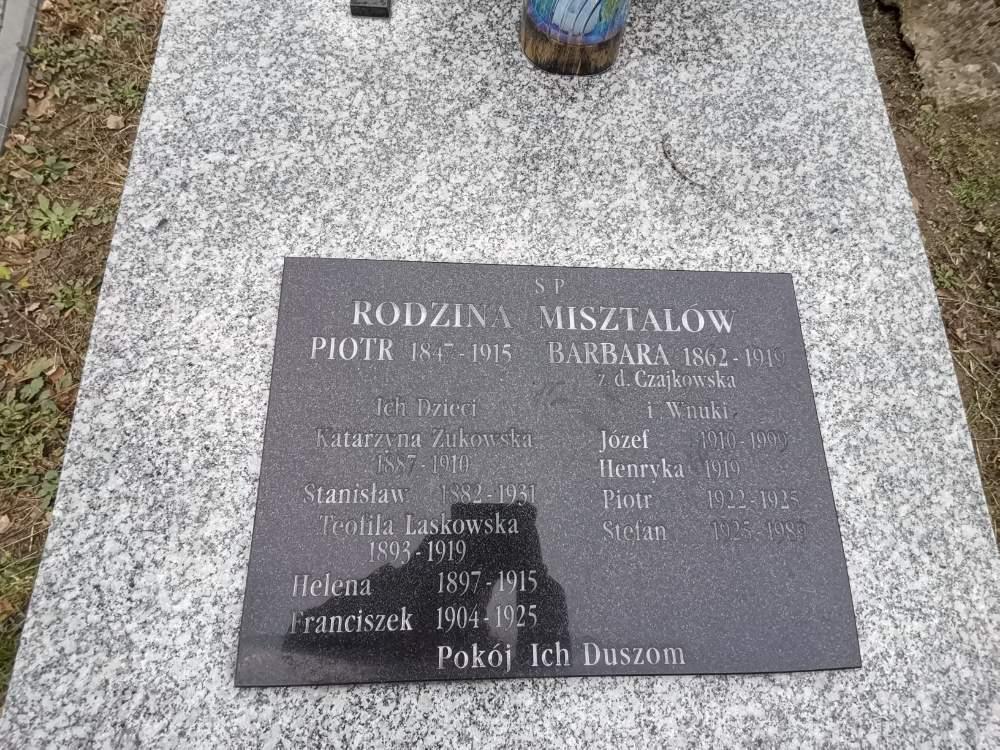 S P
RODZINA MISZTALÓW
PIOTR 1847-1915 BARBARA 1862-1919
z d. Czajkowska
Ich Dzieci
Katarzyna Żukowska
1887-1910
Stanisław 1882-1931
Teofila Laskowska
1893-1919
Helena 1897-1915
Franciszek 1904-1925
i Wnuki
Józef 1910-1999
Henryka 1919
Piotr 1922-1925
Stefan 1925-1989
Pokój Ich Duszom